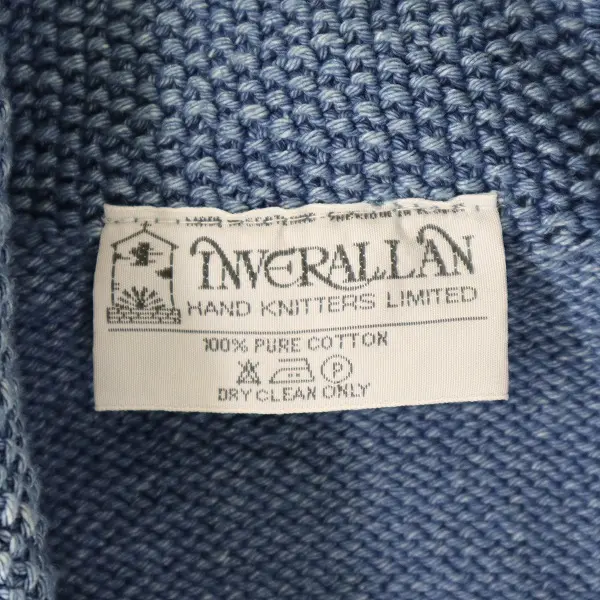 INVERALLAN
HAND KNITTERS LIMITED
100% PURE COTTON
P
DRY CLEAN ONLY